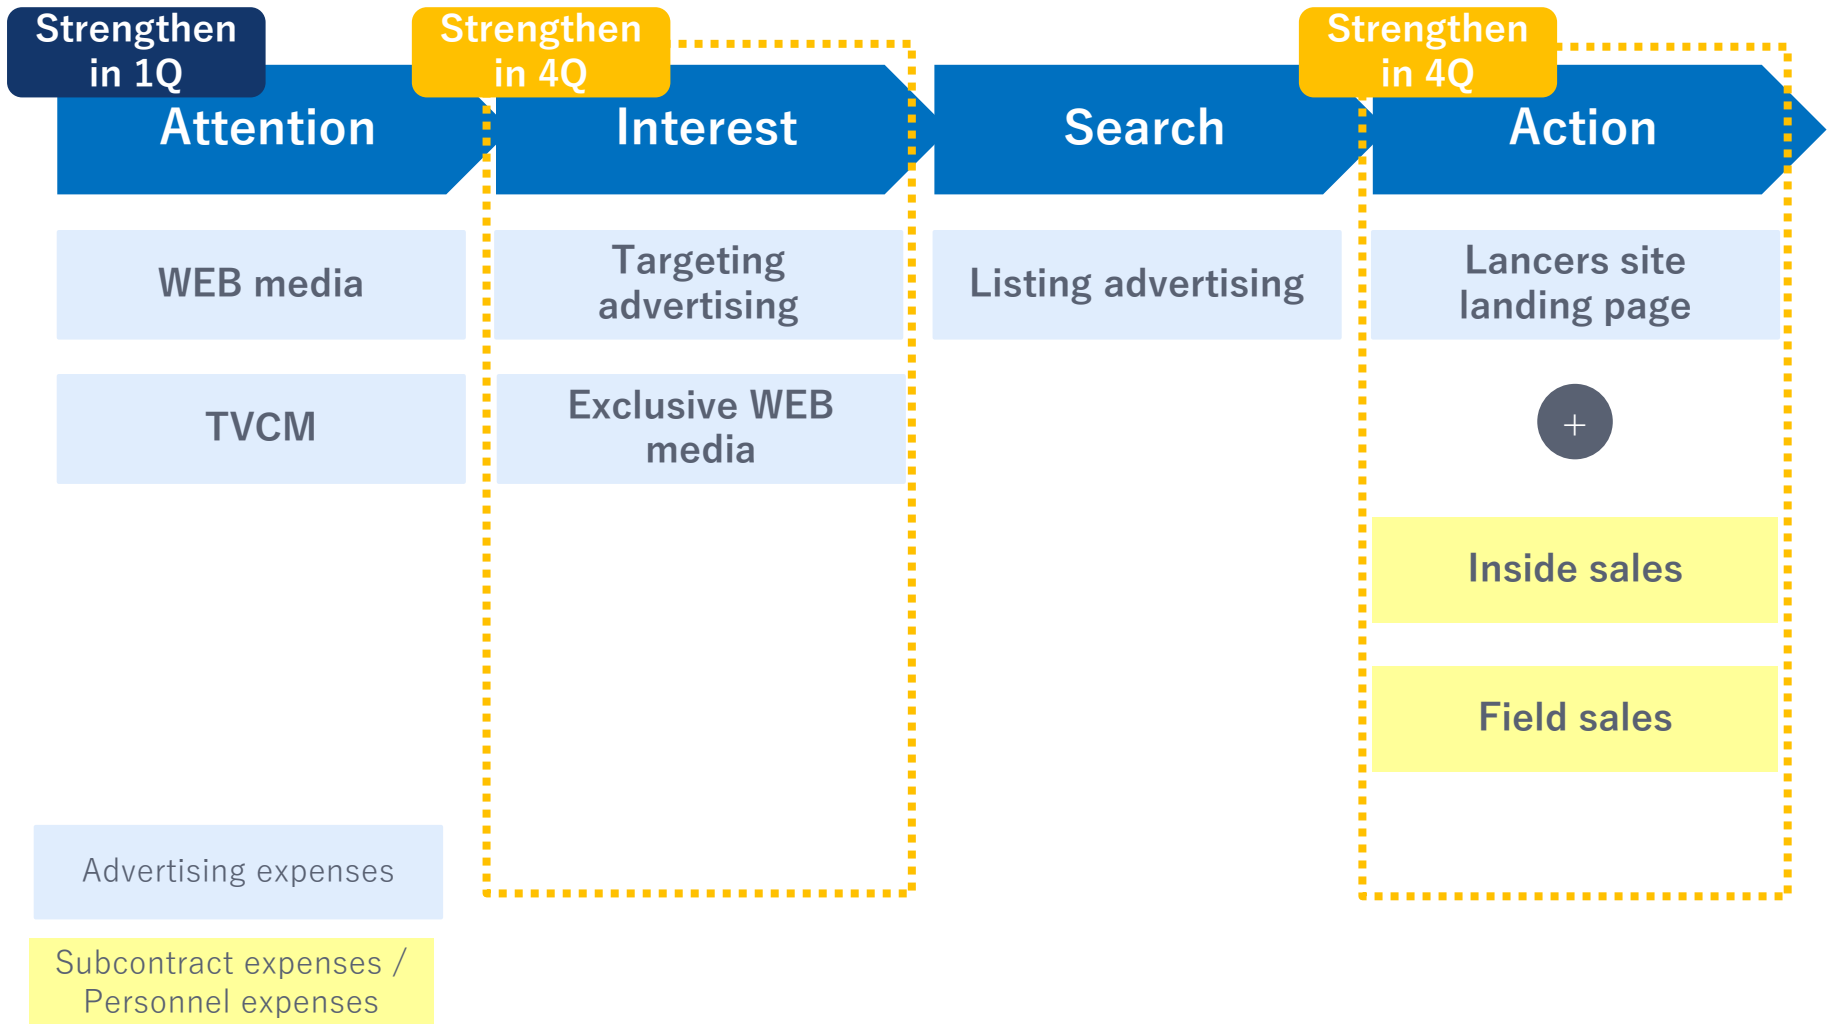 Strengthen
in 1Q
Strengthen
in 4Q
Strengthen
in 4Q
Attention
Interest
Search
Action
WEB media
Targeting
advertising
Listing advertising
Lancers site
landing page
TVCM
Exclusive WEB
media
+
Inside sales
Field sales
Advertising expenses
Subcontract expenses /
Personnel expenses